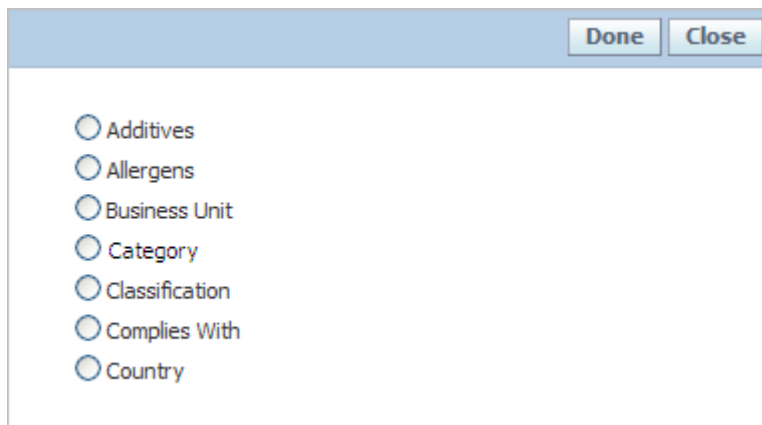 Done Close
Additives
Allergens
Business Unit
Category
Classification
Complies With
Country